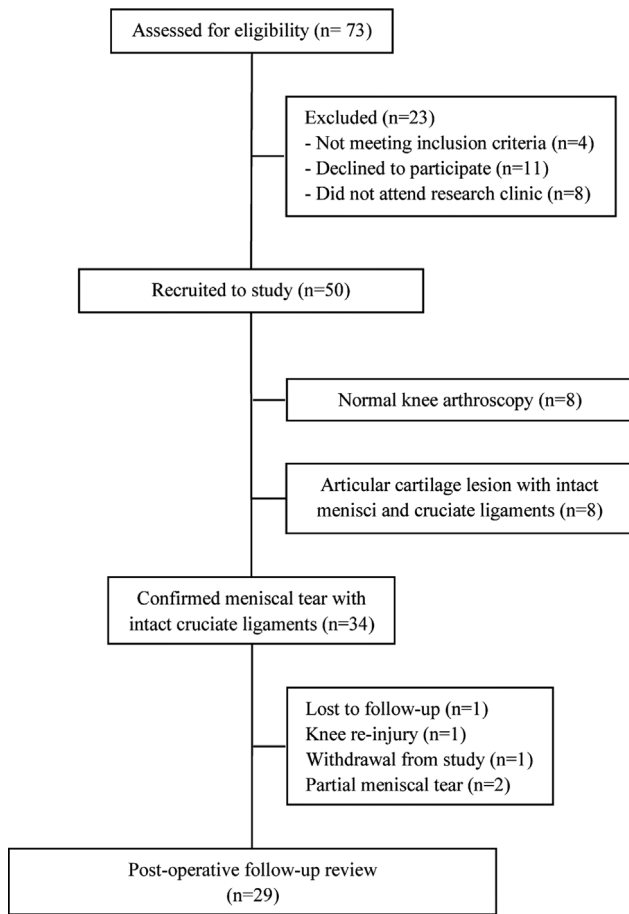 Assessed for eligibility (n= 73)
Excluded (n=23)
- Not meeting inclusion criteria (n=4)
- Declined to participate (n=11)
- Did not attend research clinic (n=8)
Recruited to study (n=50)
Normal knee arthroscopy (n=8)
Articular cartilage lesion with intact
menisci and cruciate ligaments (n=8)
Confirmed meniscal tear with
intact cruciate ligaments (n=34)
Lost to follow-up (n=1)
Knee re-injury (n=1)
Withdrawal from study (n=1)
Partial meniscal tear (n=2)
Post-operative follow-up review
(n=29)